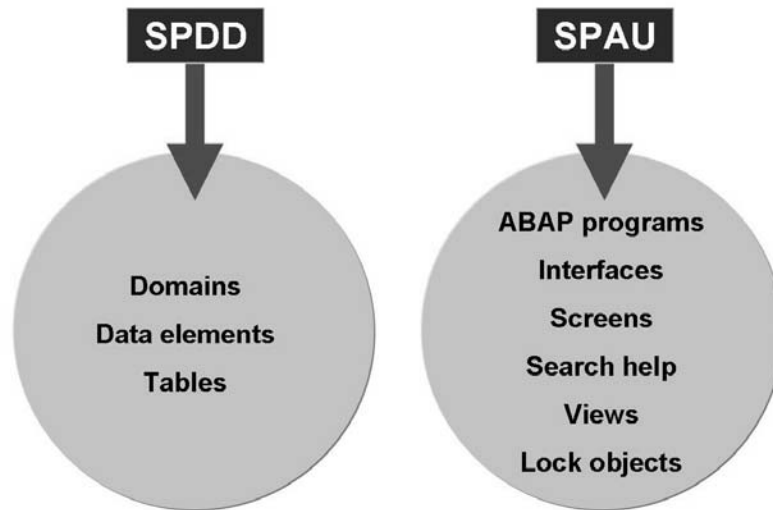 SPDD
Domains
Data elements
Tables
SPAU
ABAP programs
Interfaces
Screens
Search help
Views
Lock objects